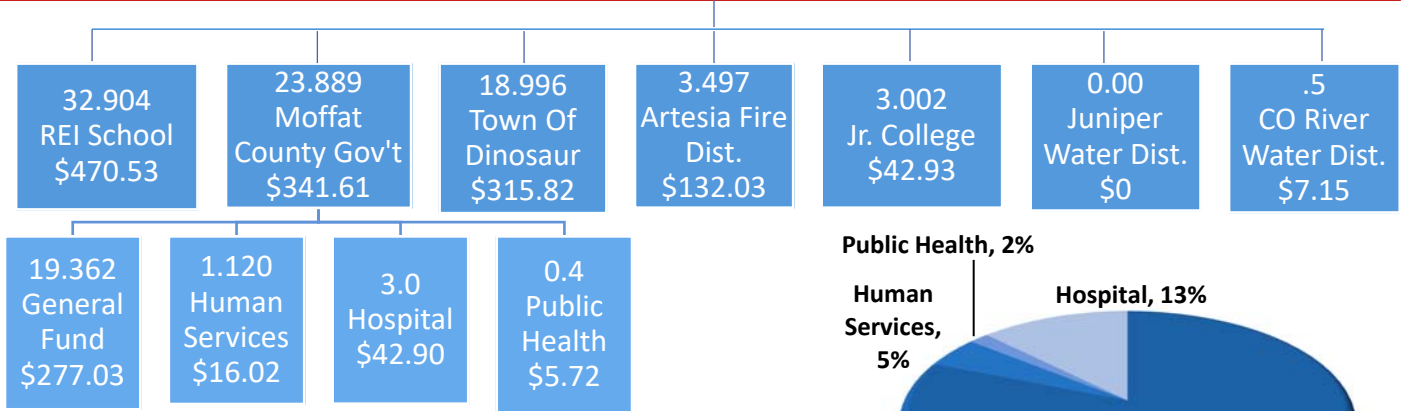 32.904
REI School
$470.53
23.889
Moffat
County Gov't
$341.61
18.996
Town Of
Dinosaur
$315.82
3.497
Artesia Fire
Dist.
$132.03
3.002
Jr. College
$42.93
0.00
Juniper
Water Dist.
$0
.5
CO River
Water Dist.
$7.15
19.362
General
Fund
$277.03
1.120
Human
Services
$16.02
3.0
Hospital
$42.90
0.4
Public
Health
$5.72
Public Health, 2%
Human
Services,
5%
Hospital, 13%